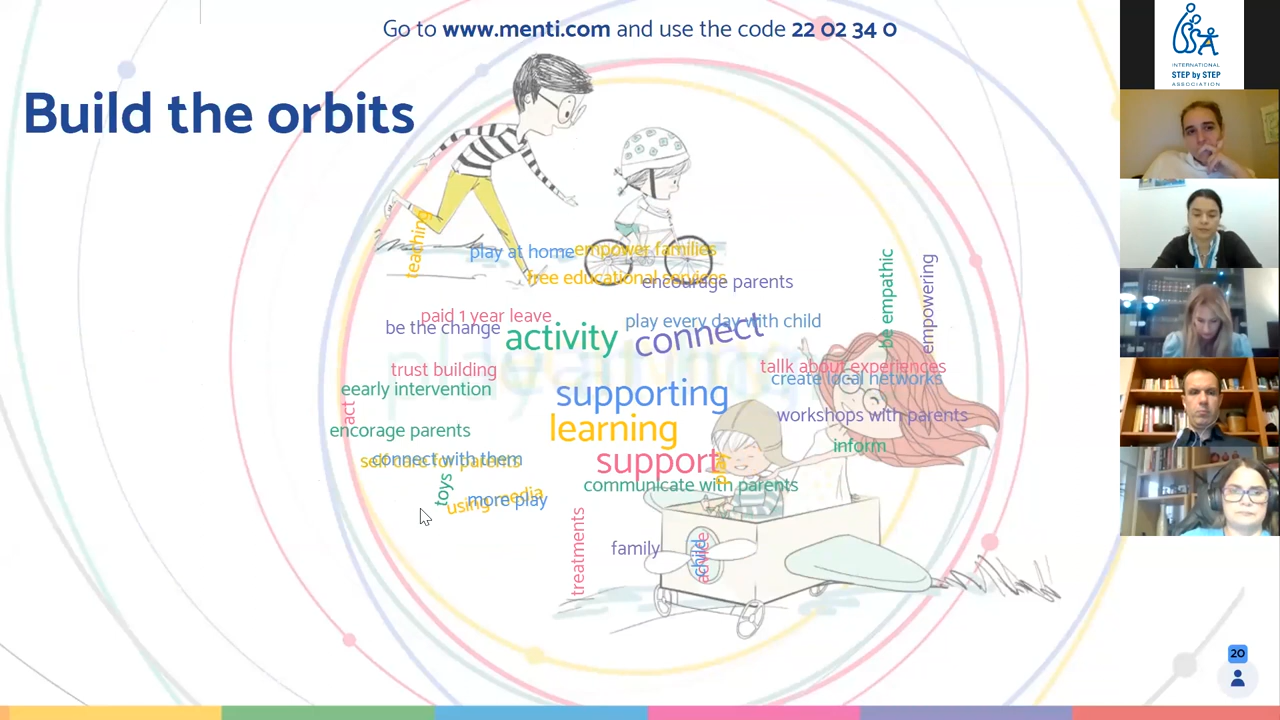 Go to www.menti.com and use the code 22 02 34 0
INTERNATIONAL
STEP by STEP
ASSOCIATION
Build the orbits
teaching
play at home
empower families
free educational services
encourage parents
be empathic
empowering
paid 1 year leave
be the change
activity
connect
play every day with child
trust building
tallk about experiences
create local networks
eearly intervention
supporting
act
workshops with parents
encorage parents
learning
inform
self care for parents
connect with them
support
play
toys
communicate with parents
using media
more play
treatments
family
child
20